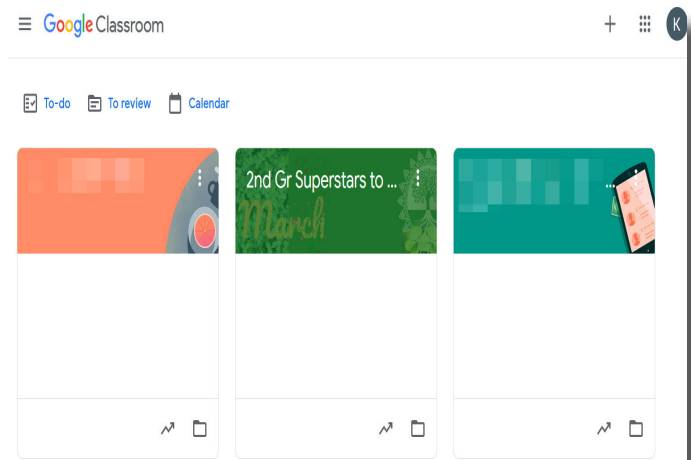 Google Classroom
K
To-do To review Calendar
2nd Gr Superstars to ...
...
March